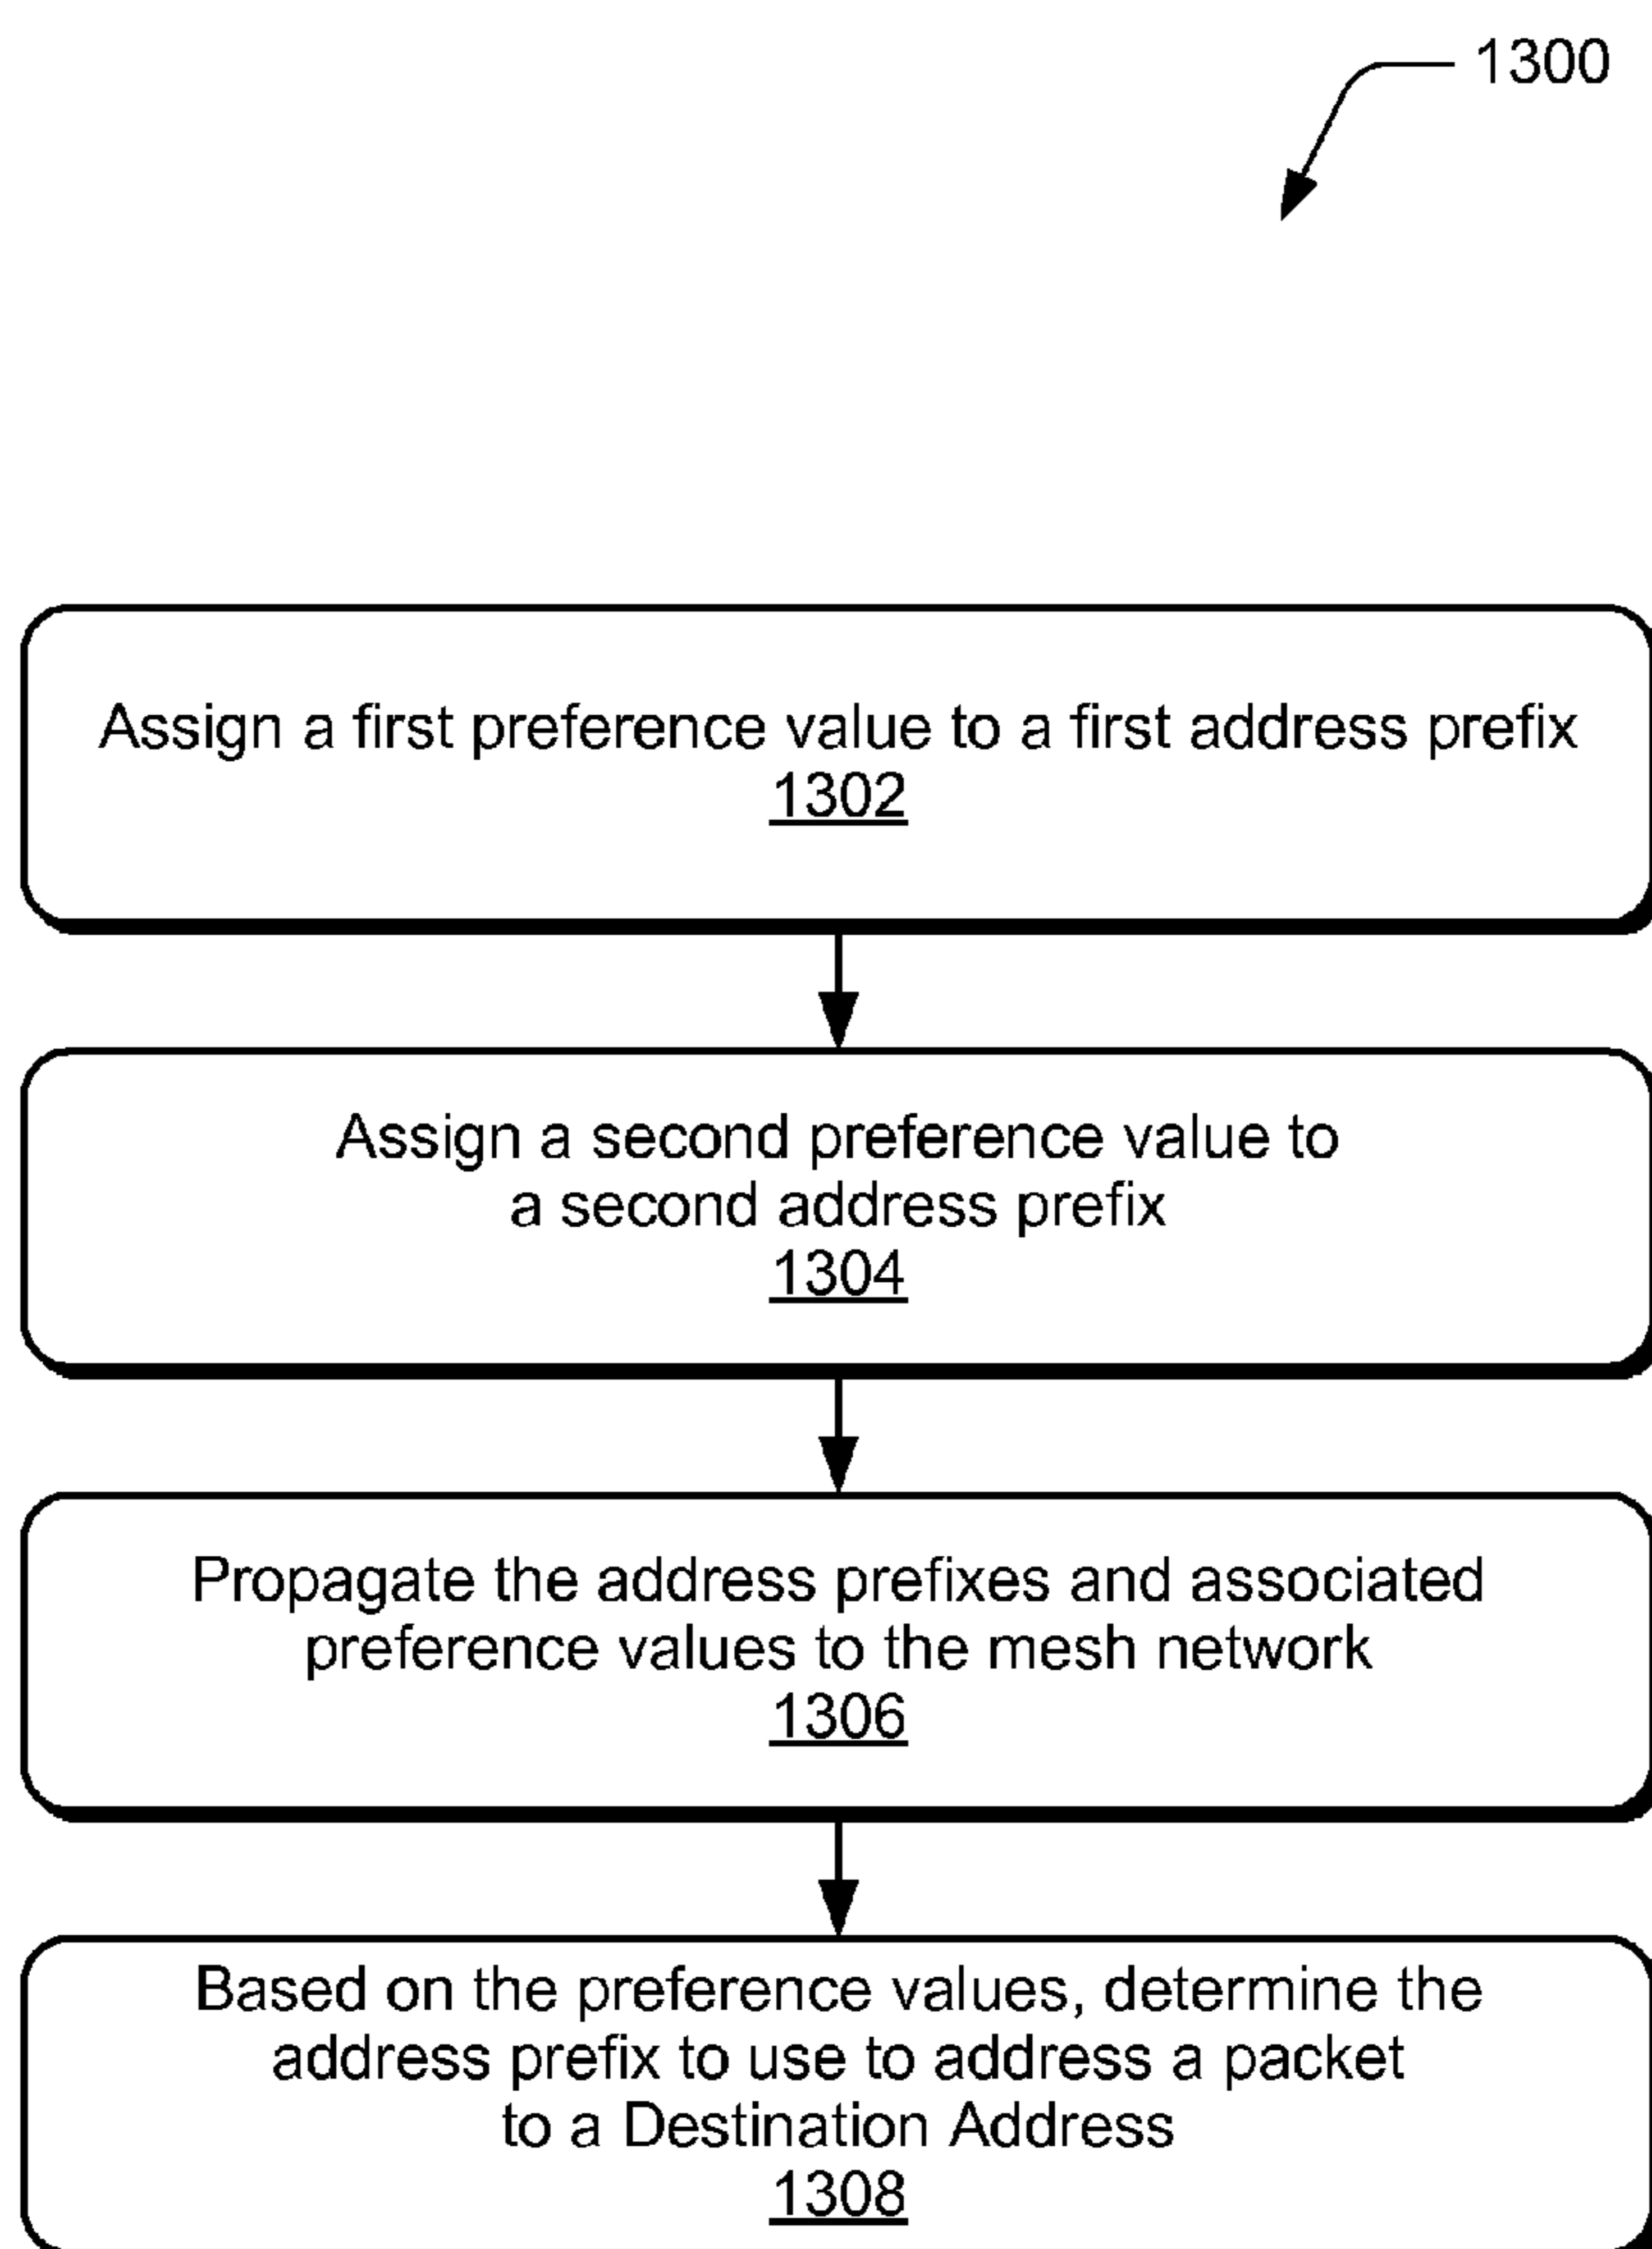 1300
Assign a first preference value to a first address prefix
1302
Assign a second preference value to
a second address prefix
1304
Propagate the address prefixes and associated
preference values to the mesh network
1306
Based on the preference values, determine the
address prefix to use to address a packet
to a Destination Address
1308